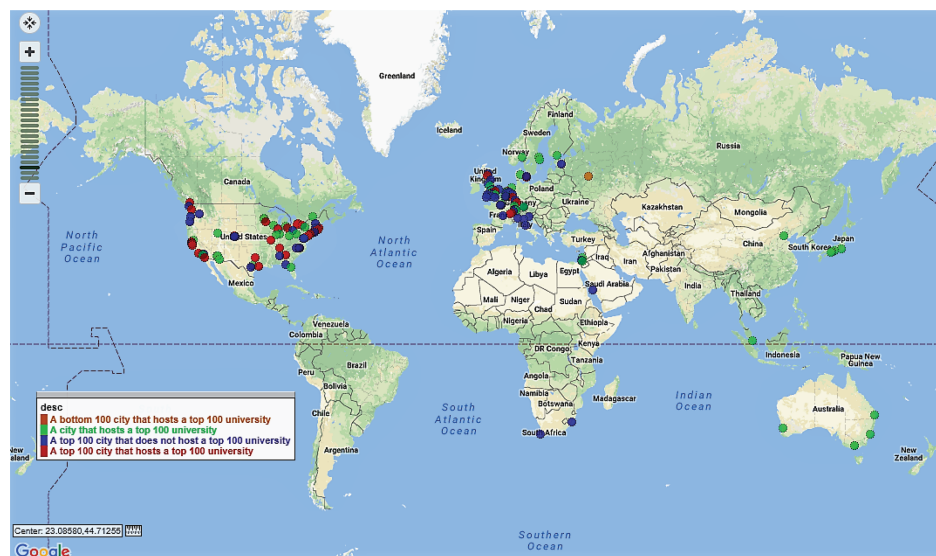 Greenland
Iceland
Finland
Sweden
Norway
Russia
Canada
United
Kingdom
Poland
Ukraine
Kazakhstan
Mongolia
North
Pacific
Ocean
United States
North
Atlantic
Ocean
Spain
Turkey
Iraq
Iran
Afghanistan
Pakistan
China
South Korea
Japan
Mexico
Algeria
Libya
Egypt
Saudi Arabia
India
Mali
Niger
Chad
Sudan
Thailand
Venezuela
Colombia
Nigeria
Ethiopia
Kenya
DR Congo
Tanzania
Indonesia
Papua New
Guinea
Peru
Brazil
Bolivia
Angola
Namibia
Botswana
Madagascar
Indian
Ocean
Australia
South
Atlantic
Ocean
Chile
Argentina
South Africa
New
Zealand
desc
A bottom 100 city that hosts a top 100 university
A city that hosts a top 100 university
A top 100 city that does not host a top 100 university
A top 100 city that hosts a top 100 university
Southern
Ocean
Center: 23.08580,44.71255
Google